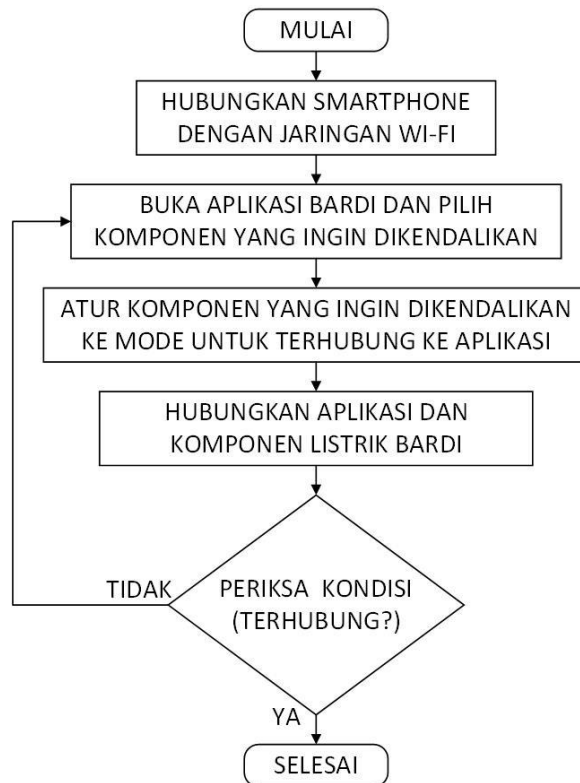 MULAI
HUBUNGKAN SMARTPHONE
DENGAN JARINGAN WI-FI
BUKA APLIKASI BARDI DAN PILIH
KOMPONEN YANG INGIN DIKENDALIKAN
ATUR KOMPONEN YANG INGIN DIKENDALIKAN
KE MODE UNTUK TERHUBUNG KE APLIKASI
HUBUNGKAN APLIKASI DAN
KOMPONEN LISTRIK BARDI
TIDAK
PERIKSA KONDISI
(TERHUBUNG?)
YA
SELESAI